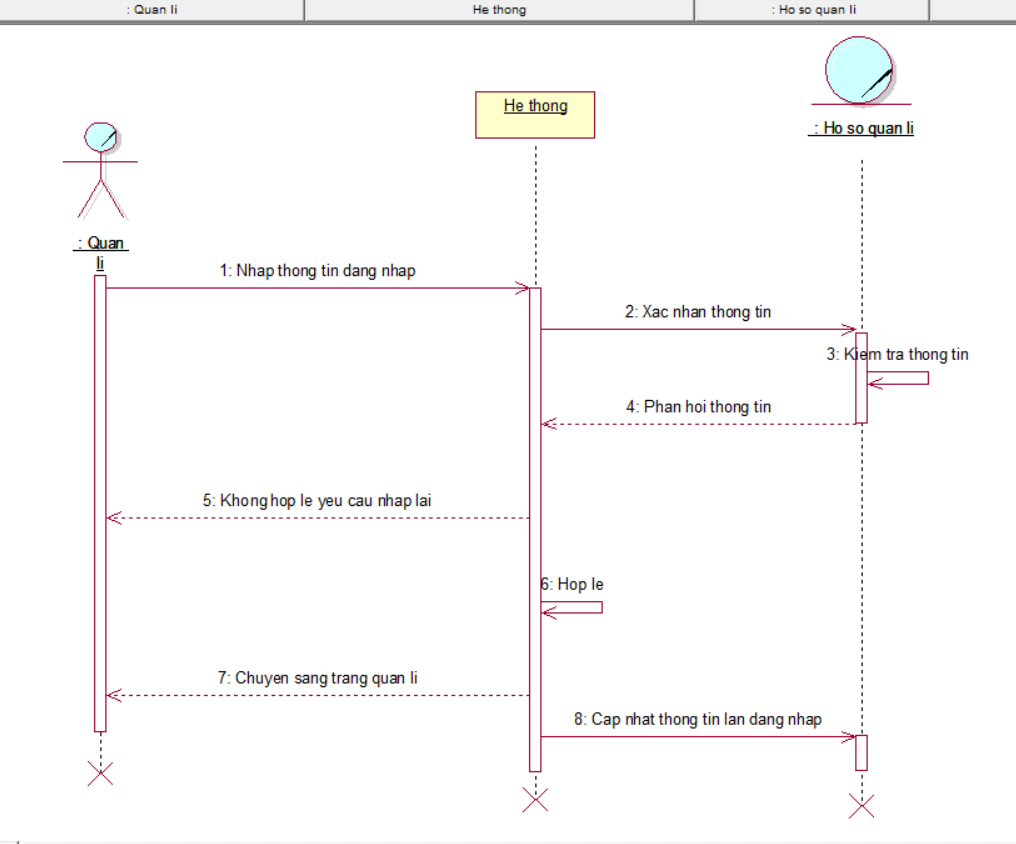 : Quan li
He thong
: Ho so quan li
He thong
: Ho so quan li
: Quan
li
1: Nhap thong tin dang nhap
2: Xac nhan thong tin
3: Kiem tra thong tin
4: Phan hoi thong tin
5: Khong hop le yeu cau nhap lai
6: Hop le
7: Chuyen sang trang quan li
8: Cap nhat thong tin lan dang nhap